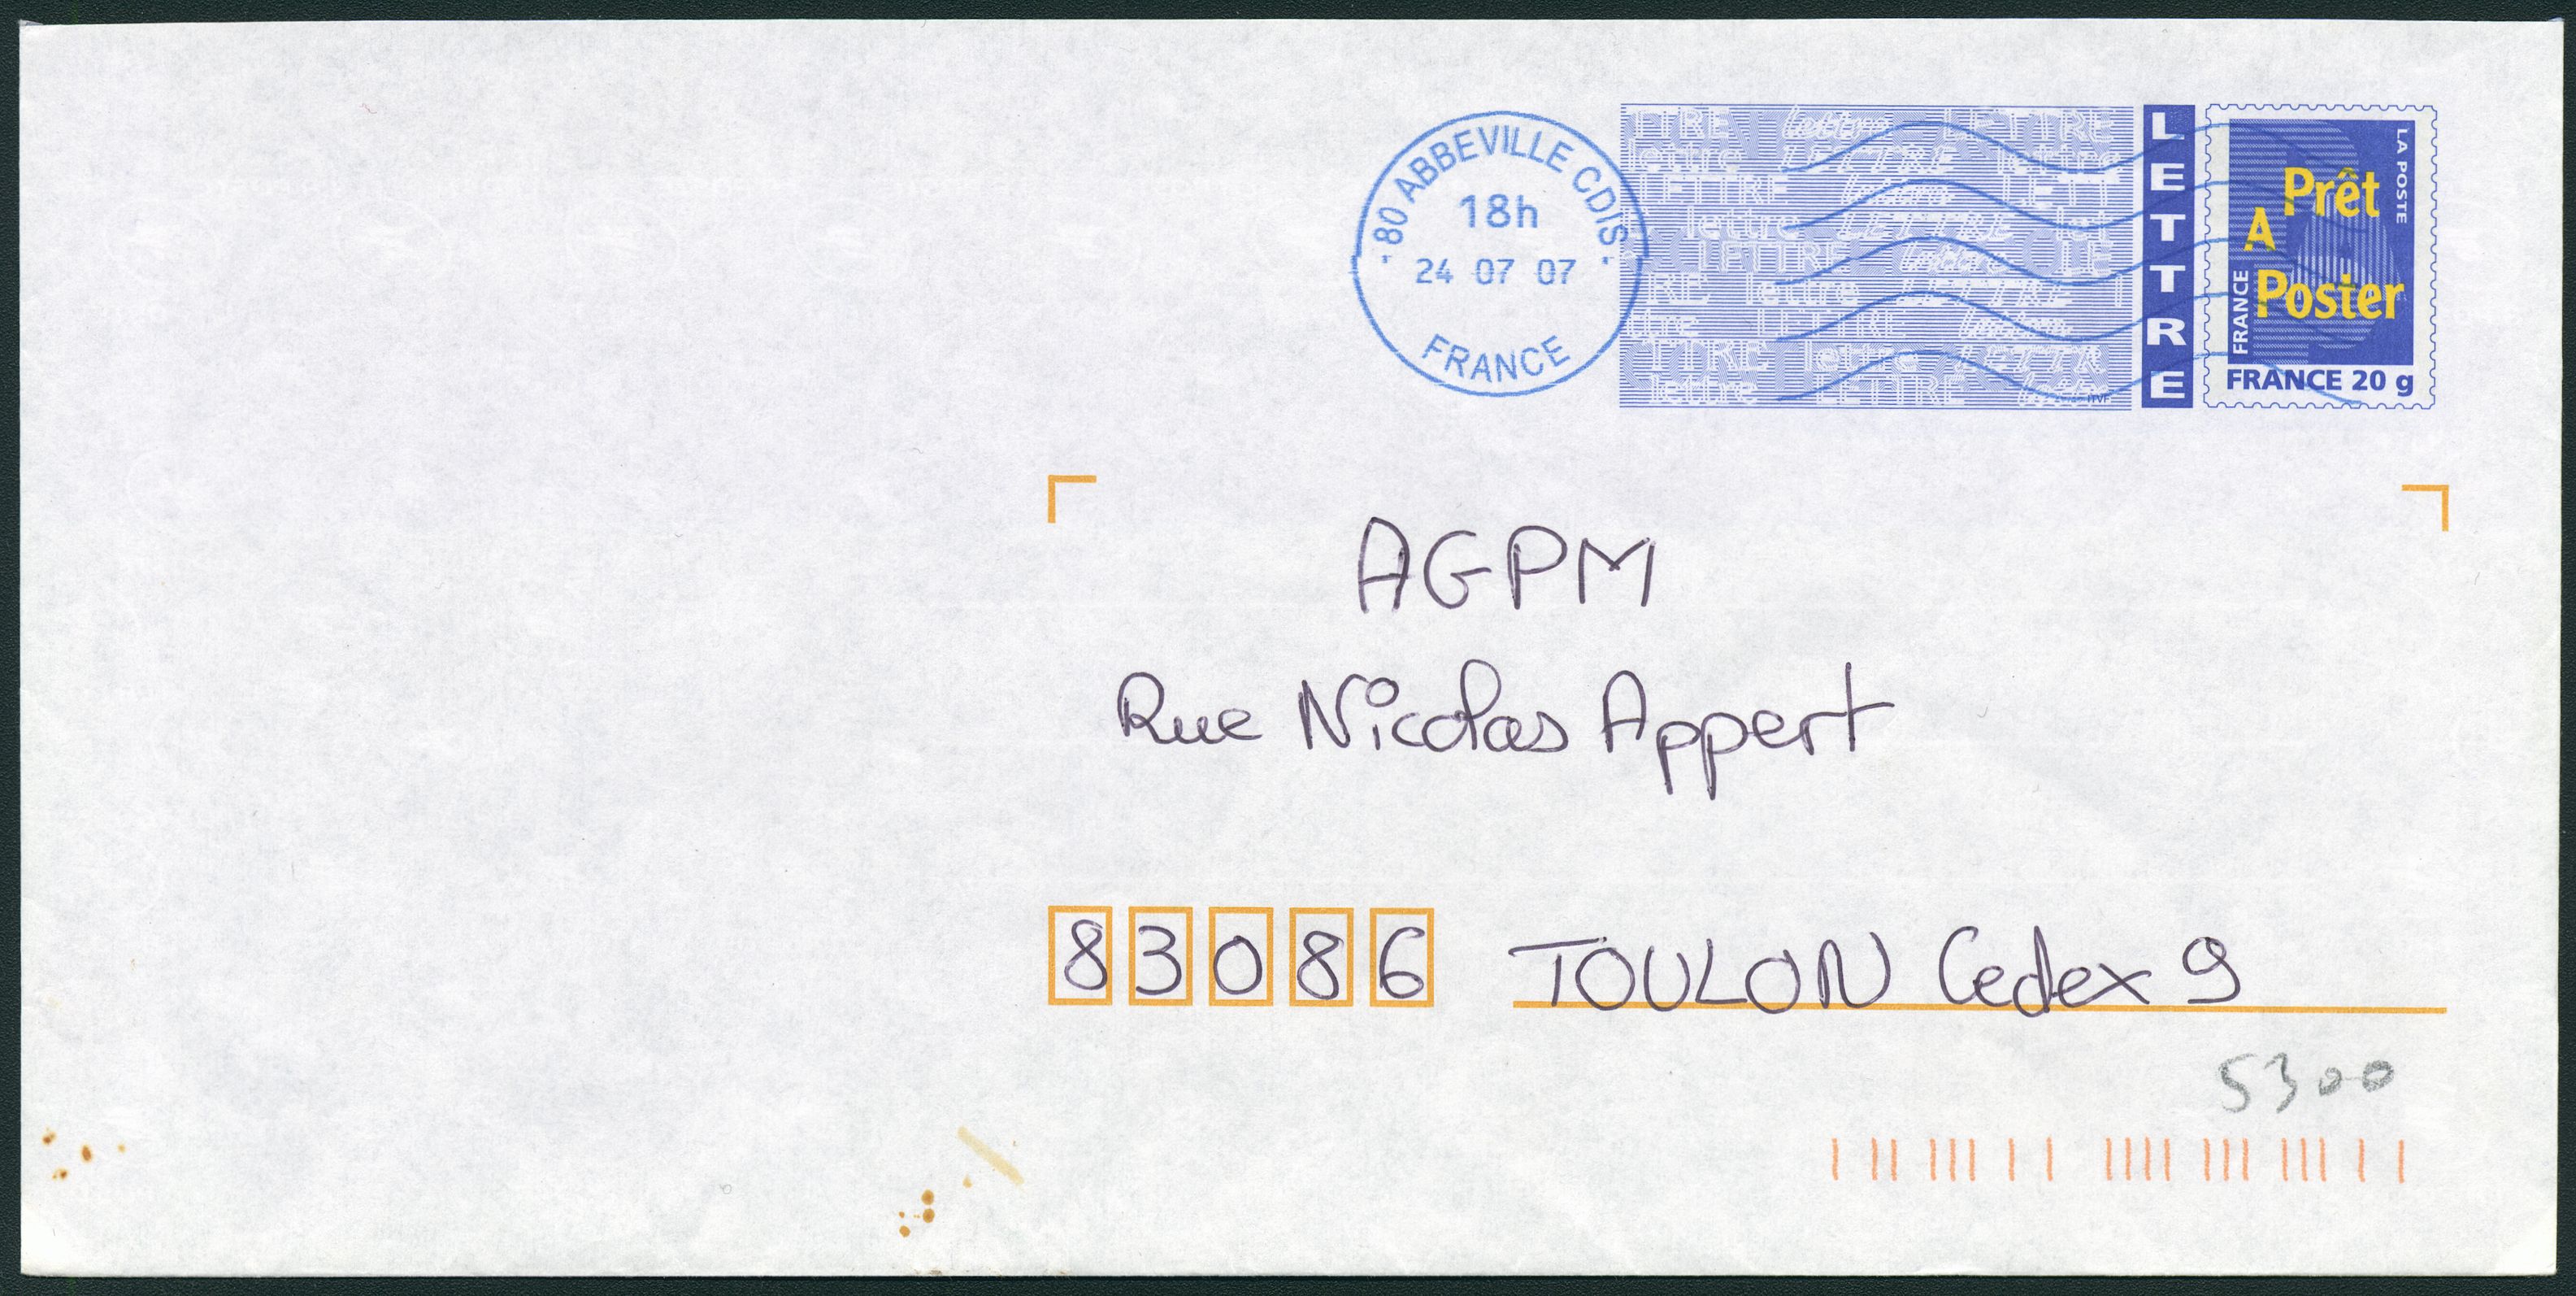 80 ABBEVILLE CDIS
18h
24 07 07
FRANCE
LETTRE
LA POSTE
Prêt
A
Poster
FRANCE
FRANCE 20 g
AGPM
Rue Nicolas Appert
83086 TOULON Cedex 9
5300